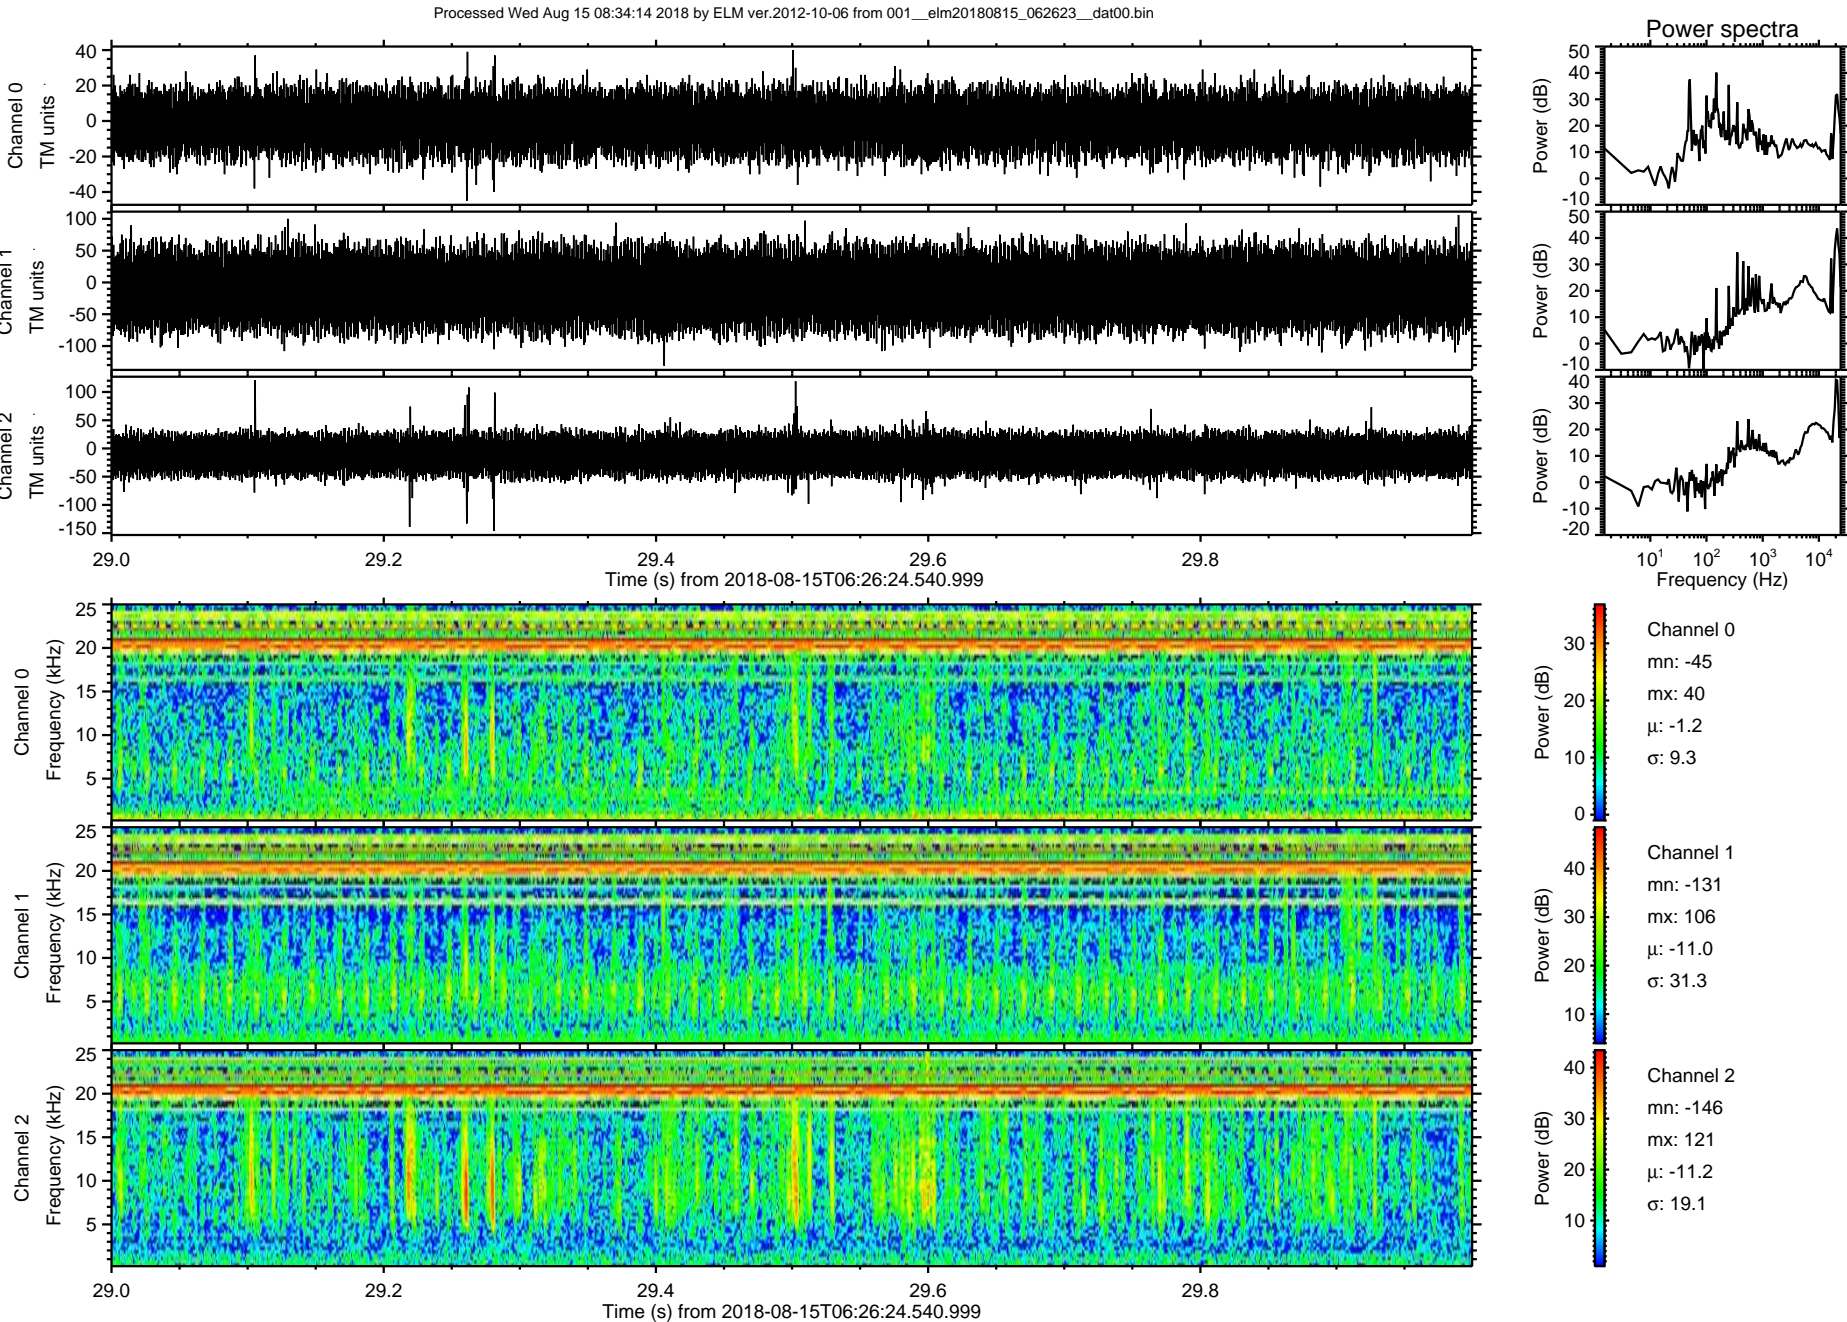 Processed Wed Aug 15 08:34:14 2018 by ELM ver.2012-10-06 from 001__elm20180815_062623__dat00.bin
Power spectra
Channel 0
TM units
40
20
0
-20
-40
Power (dB)
50
40
30
20
10
0
-10
Channel 1
TM units
100
50
0
-50
-100
Power (dB)
50
40
30
20
10
0
-10
Channel 2
TM units
100
50
0
-50
-100
-150
Power (dB)
40
30
20
10
0
-10
-20
29.0 29.2 29.4 29.6 29.8
Time (s) from 2018-08-15T06:26:24.540.999
10^1 10^2 10^3 10^4
Frequency (Hz)
Channel 0
Frequency (kHz)
25
20
15
10
5
Power (dB)
30
20
10
0
Channel 0
mn: -45
mx: 40
μ: -1.2
σ: 9.3
Channel 1
Frequency (kHz)
25
20
15
10
5
Power (dB)
40
30
20
10
Channel 1
mn: -131
mx: 106
μ: -11.0
σ: 31.3
Channel 2
Frequency (kHz)
25
20
15
10
5
Power (dB)
40
30
20
10
Channel 2
mn: -146
mx: 121
μ: -11.2
σ: 19.1
29.0 29.2 29.4 29.6 29.8
Time (s) from 2018-08-15T06:26:24.540.999